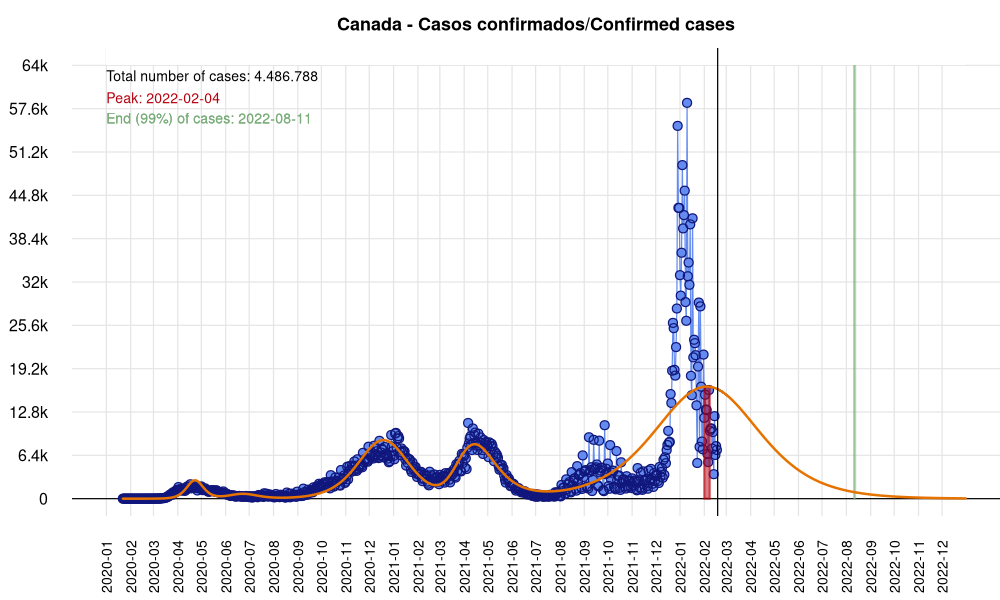 Canada - Casos confirmados/Confirmed cases
64k
Total number of cases: 4.486.788
Peak: 2022-02-04
57.6k
End (99%) of cases: 2022-08-11
51.2k
44.8k
38.4k
32k
25.6k
19.2k
12.8k
6.4k
0
2020-01
2020-02
2020-03
2020-04
2020-05
2020-06
2020-07
2020-08
2020-09
2020-10
2020-11
2020-12
2021-01
2021-02
2021-03
2021-04
2021-05
2021-06
2021-07
2021-08
2021-09
2021-10
2021-11
2021-12
2022-01
2022-02
2022-03
2022-04
2022-05
2022-06
2022-07
2022-08
2022-09
2022-10
2022-11
2022-12